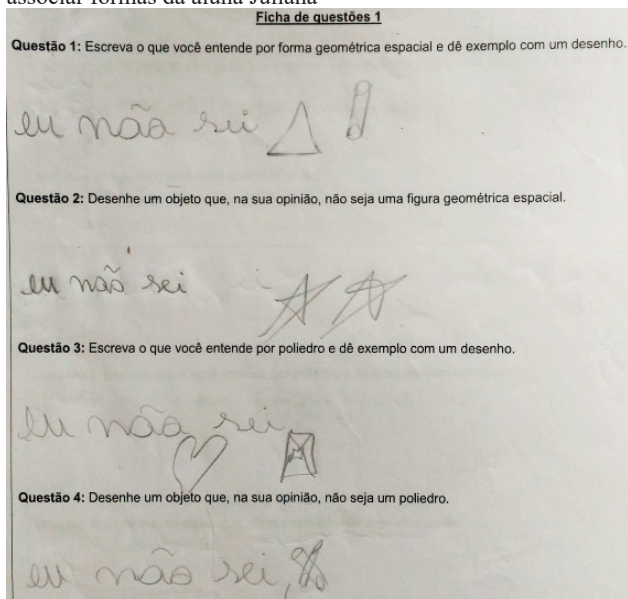 associar formas da aluna Juliana
Ficha de questões 1
Questão 1: Escreva o que você entende por forma geométrica espacial e dê exemplo com um desenho.
eu não sei
Questão 2: Desenhe um objeto que, na sua opinião, não seja uma figura geométrica espacial.
eu não sei
Questão 3: Escreva o que você entende por poliedro e dê exemplo com um desenho.
eu não sei
Questão 4: Desenhe um objeto que, na sua opinião, não seja um poliedro.
eu não sei,